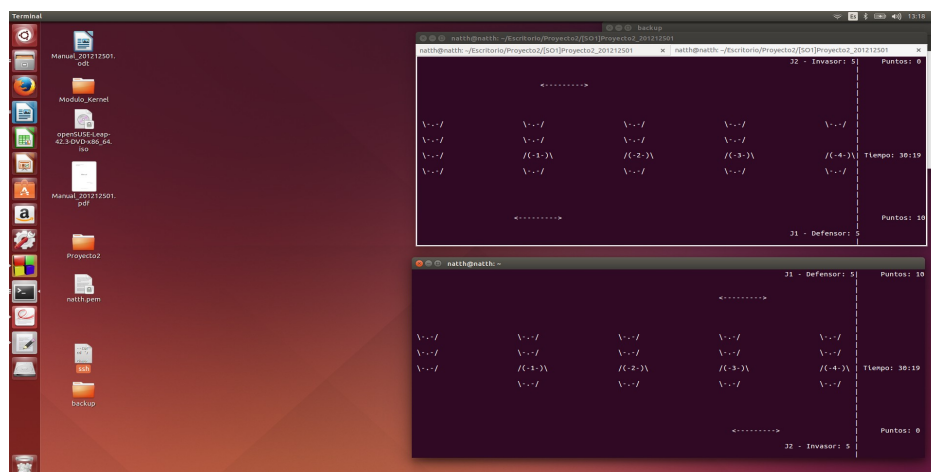 Terminal
Es
13:18
Manual_201212501.
odt
Modulo_Kernel
openSUSE-Leap-
42.3-DVD-x86_64.
iso
Manual_201212501.
pdf
Proyecto2
natth.pem
ssh
backup
backup
natth@natth: ~/Escritorio/Proyecto2/[SO1]Proyecto2_201212501
natth@natth: ~/Escritorio/Proyecto2/[SO1]Proyecto2_201212501 × natth@natth: ~/Escritorio/Proyecto2/[SO1]Proyecto2_201212501 ×
J2 - Invasor: 5| Puntos: 0
<--------->
\-.-/ \-.-/ \-.-/ \-.-/ \-.-/ |
\-.-/ \-.-/ \-.-/ \-.-/ |
\-.-/ /(-1-)\ /(-2-)\ /(-3-)\ /(-4-)\| Tiempo: 30:19
\-.-/ \-.-/ \-.-/ \-.-/ |
<---------> Puntos: 10
J1 - Defensor: 5
natth@natth: ~
J1 - Defensor: 5| Puntos: 10
<--------->
\-.-/ \-.-/ \-.-/ \-.-/ \-.-/ |
\-.-/ \-.-/ \-.-/ \-.-/ \-.-/ |
\-.-/ /(-1-)\ /(-2-)\ /(-3-)\ /(-4-)\ | Tiempo: 30:19
\-.-/ \-.-/ \-.-/ \-.-/ |
<---------> | Puntos: 0
J2 - Invasor: 5 |